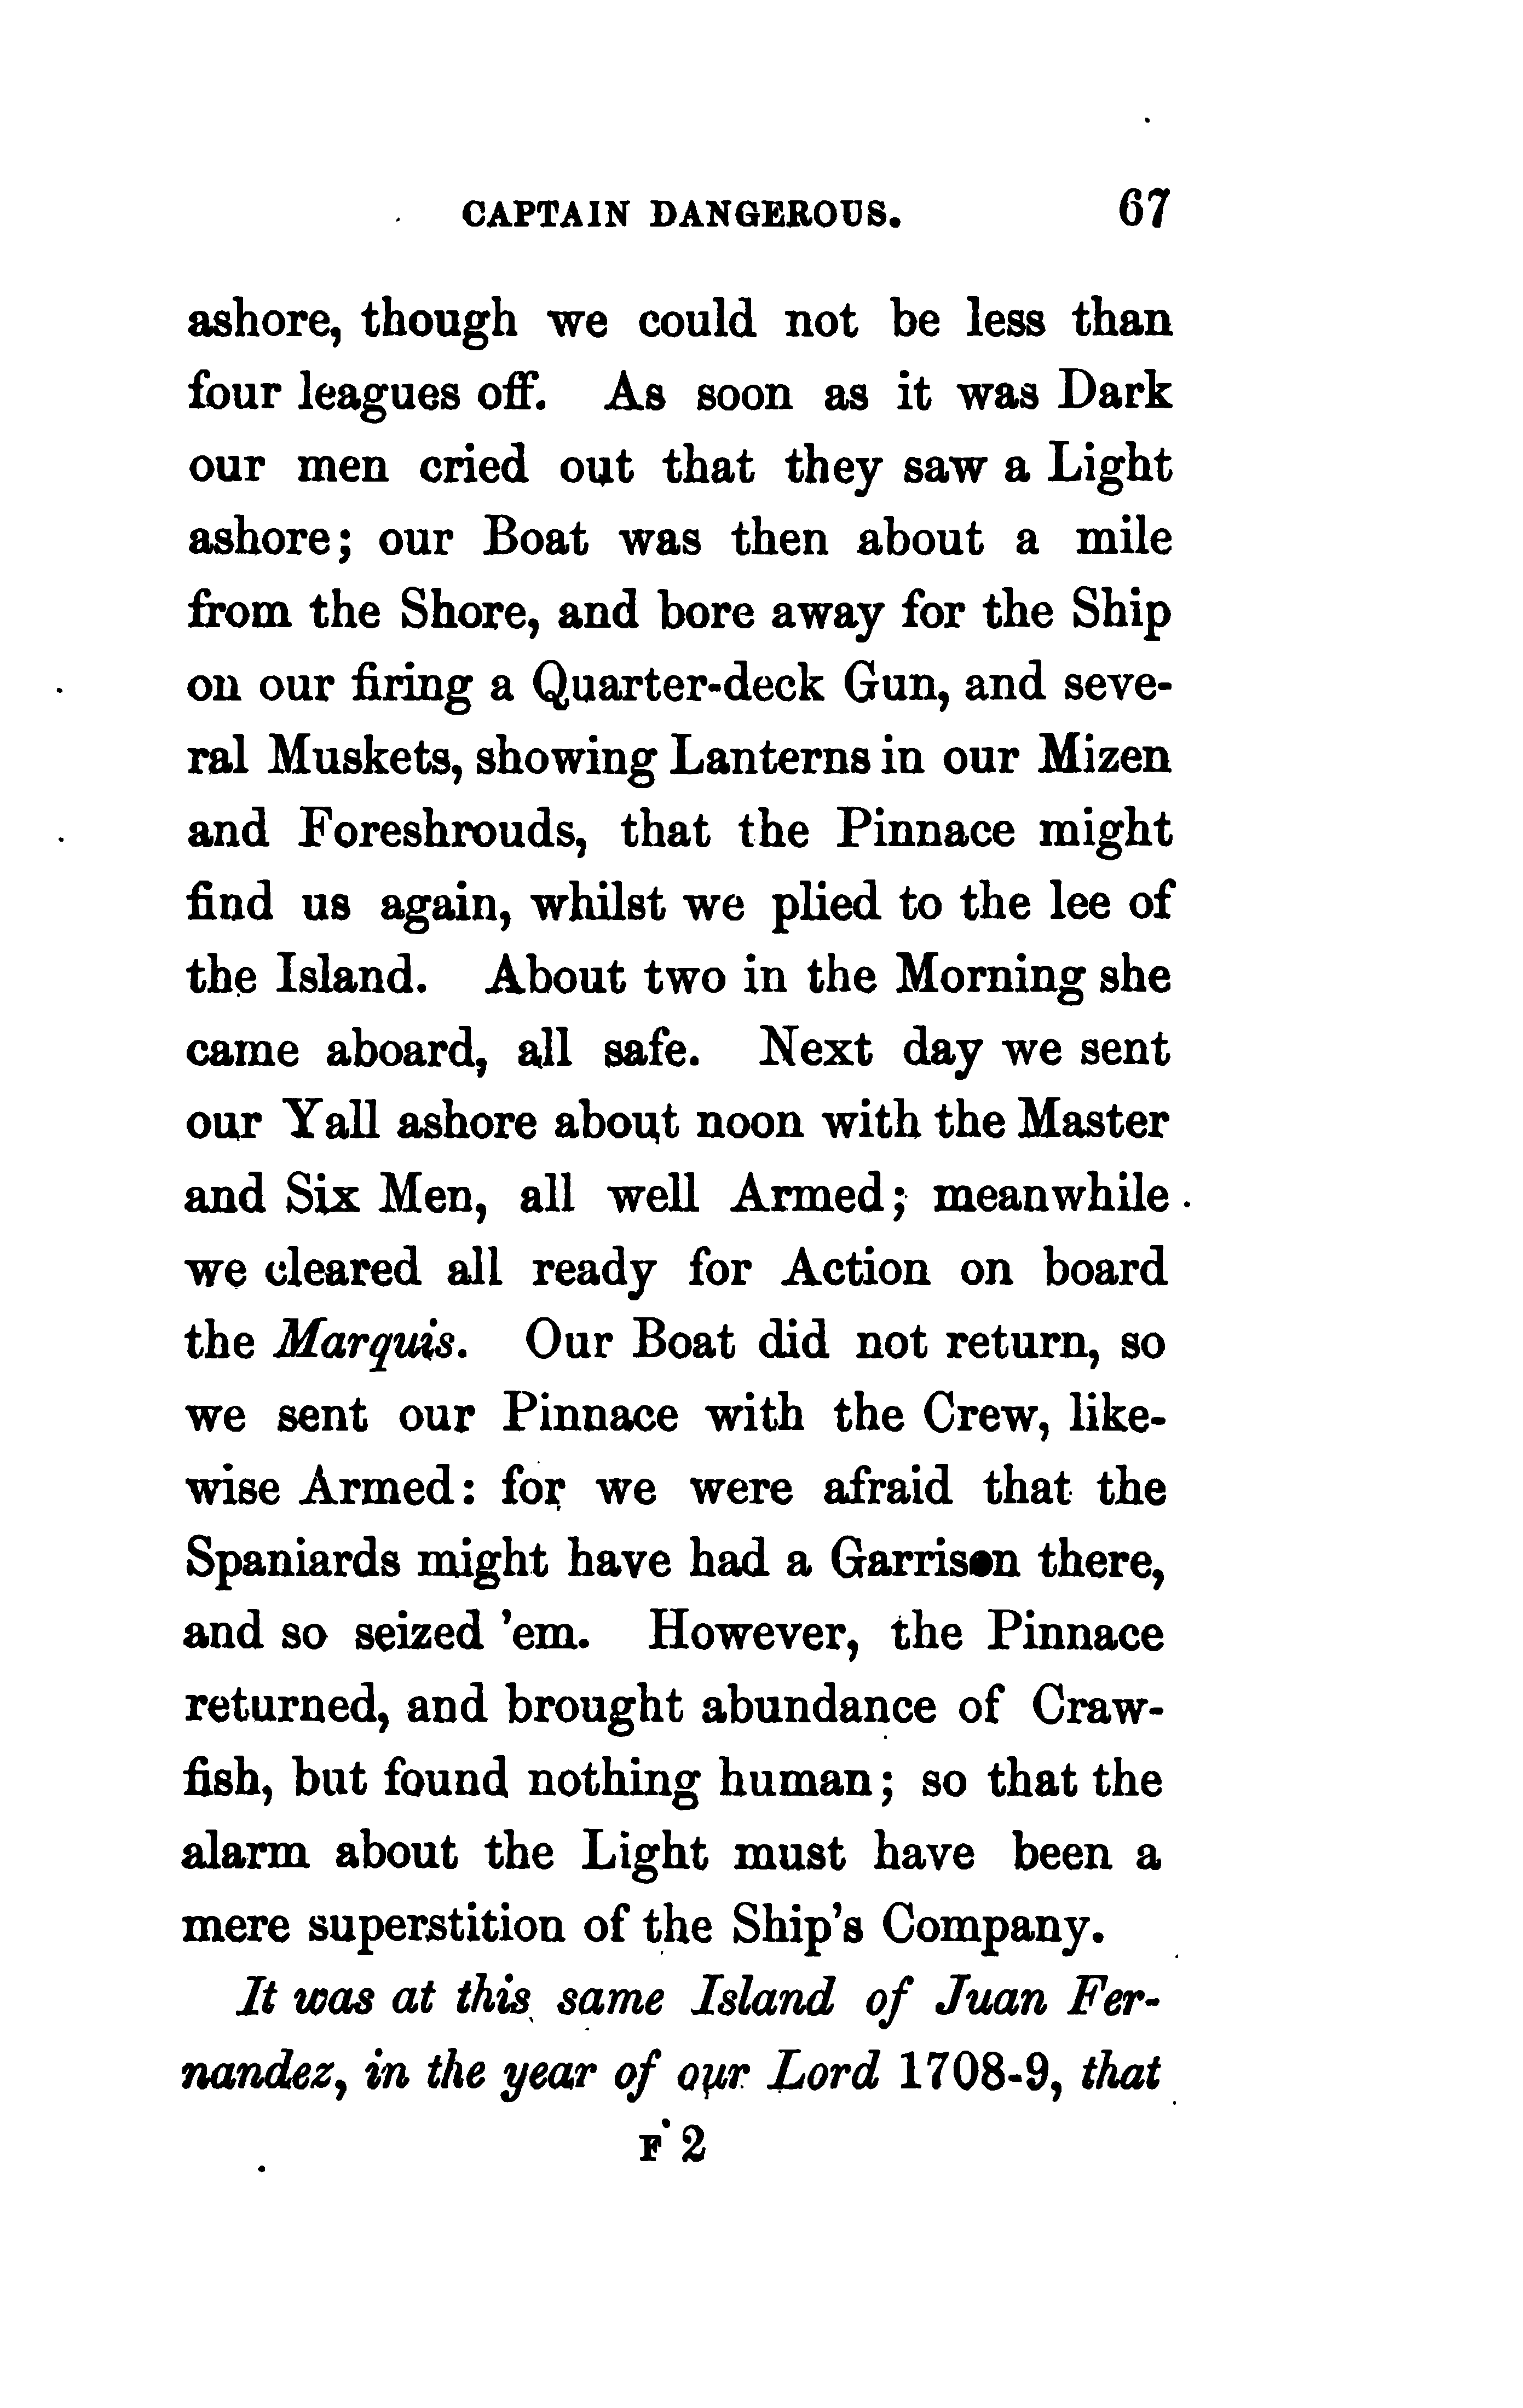 CAPTAIN DANGEROUS. 67
ashore, though we could not be less than
four leagues off. As soon as it was Dark
our men cried out that they saw a Light
ashore; our Boat was then about a mile
from the Shore, and bore away for the Ship
on our firing a Quarter-deck Gun, and seve-
ral Muskets, showing Lanterns in our Mizen
and Foreshrouds, that the Pinnace might
find us again, whilst we plied to the lee of
the Island. About two in the Morning she
came aboard, all safe. Next day we sent
our Yall ashore about noon with the Master
and Six Men, all well Armed; meanwhile
we cleared all ready for Action on board
the Marquis. Our Boat did not return, so
we sent our Pinnace with the Crew, like-
wise Armed: for we were afraid that the
Spaniards might have had a Garrison there,
and so seized 'em. However, the Pinnace
returned, and brought abundance of Craw-
fish, but found nothing human; so that the
alarm about the Light must have been a
mere superstition of the Ship's Company.
It was at this same Island of Juan Fer-
nandez, in the year of our Lord 1708-9, that
F 2